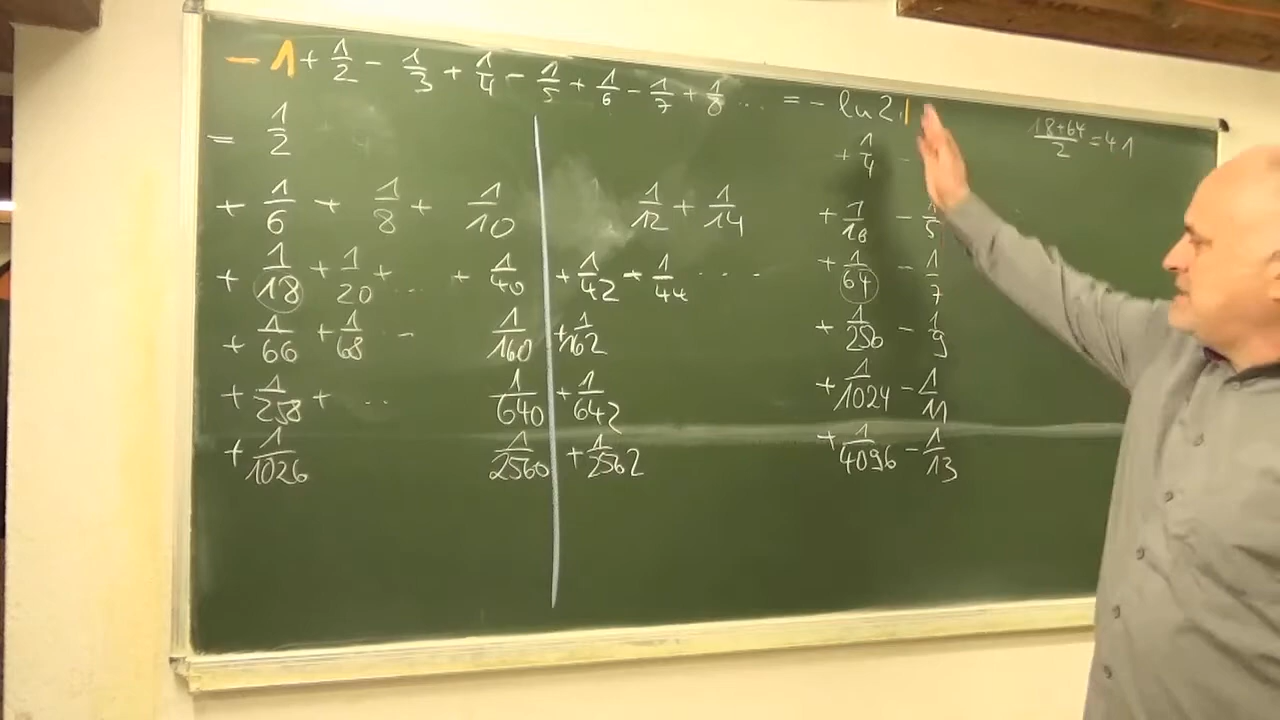 - 1 + 1/2 - 1/3 + 1/4 - 1/5 + 1/6 - 1/7 + 1/8 ... = - ln 2
(18+64)/2 = 41
= 1/2 + 1/4 -
+ 1/6 + 1/8 + 1/10 1/12 + 1/14 + 1/16 - 1/5
+ 1/18 + 1/20 + ... + 1/40 + 1/42 + 1/44 .... + 1/64 - 1/7
+ 1/66 + 1/68 .. 1/160 + 1/162 + 1/256 - 1/9
+ 1/258 + ... 1/640 + 1/642 + 1/1024 - 1/11
+ 1/1026 1/2560 + 1/2562 + 1/4096 - 1/13